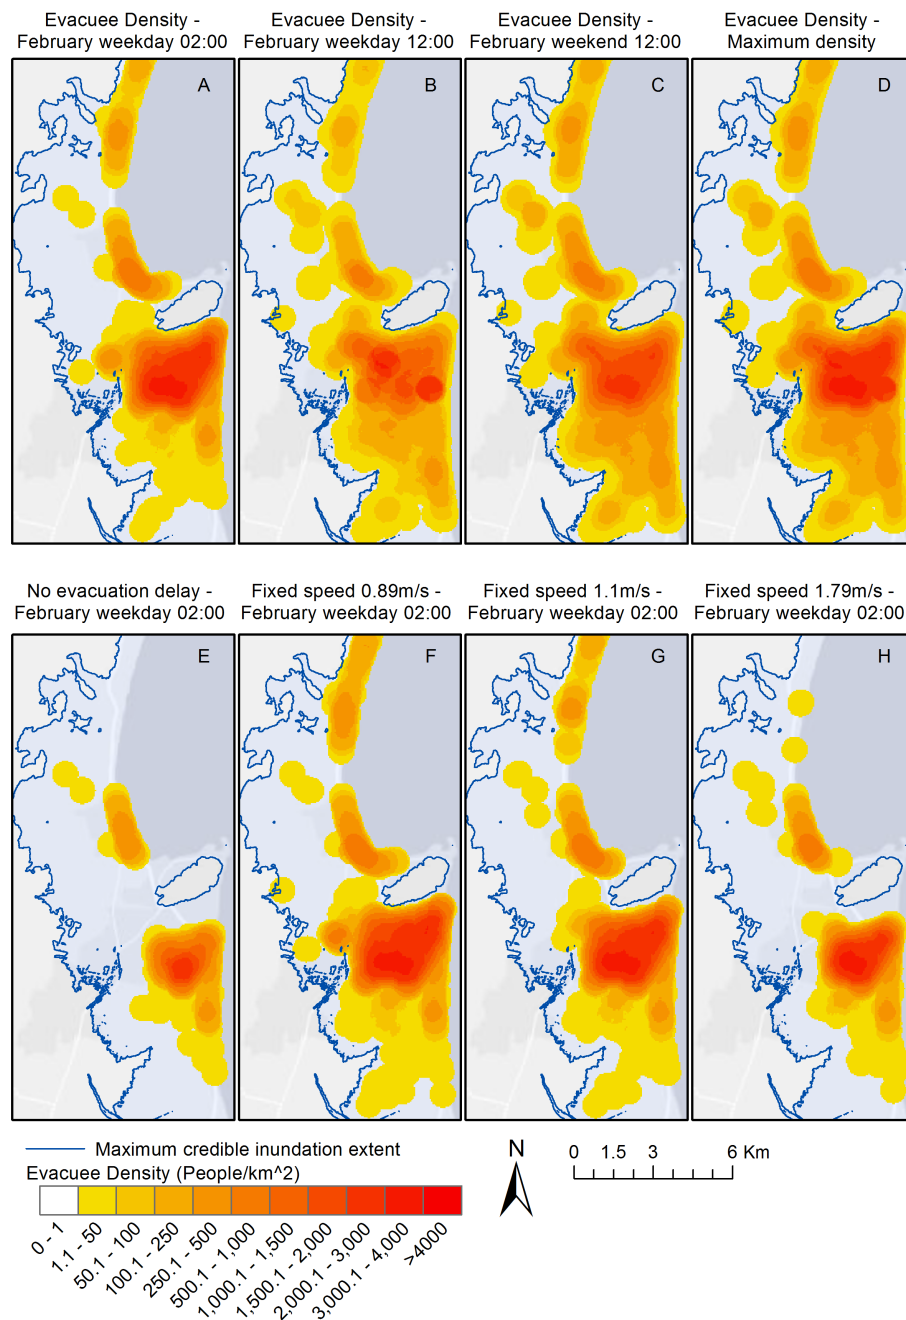 Evacuee Density -
February weekday 02:00
Evacuee Density -
February weekday 12:00
Evacuee Density -
February weekend 12:00
Evacuee Density -
Maximum density
A
B
C
D
No evacuation delay -
February weekday 02:00
Fixed speed 0.89m/s -
February weekday 02:00
Fixed speed 1.1m/s -
February weekday 02:00
Fixed speed 1.79m/s -
February weekday 02:00
E
F
G
H
Maximum credible inundation extent
Evacuee Density (People/km^2)
0 - 1
1.1 - 50
50.1 - 100
100.1 - 250
250.1 - 500
500.1 - 1,000
1,000.1 - 1,500
1,500.1 - 2,000
2,000.1 - 3,000
3,000.1 - 4,000
>4000
N
0 1.5 3 6 Km